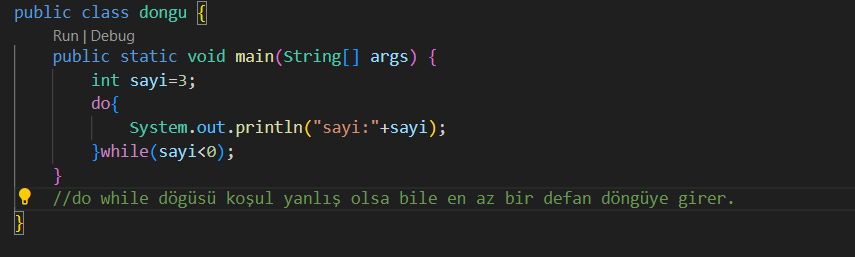 public class dongu {
Run | Debug
public static void main(String[] args) {
int sayi=3;
do{
System.out.println("sayi:"+sayi);
}while(sayi<0);
}
//do while dögüsü koşul yanlış olsa bile en az bir defan döngüye girer.
}